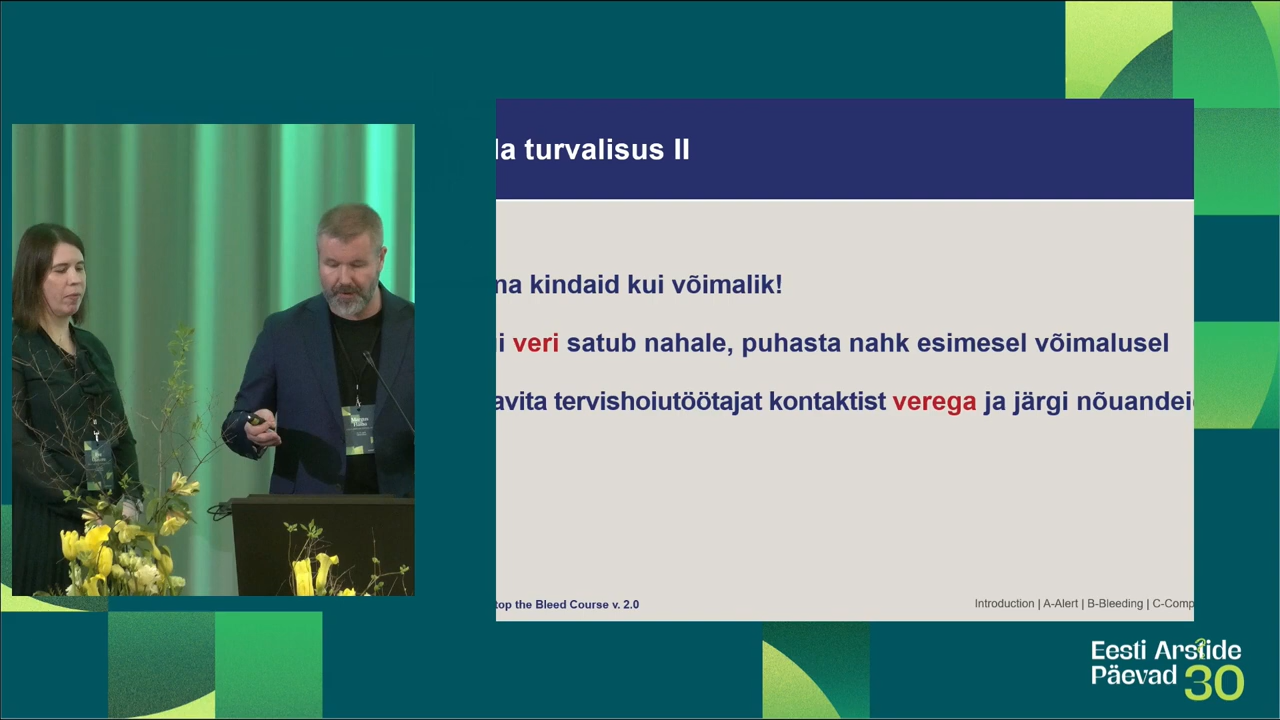 la turvalisus II
ma kindaid kui võimalik!
i veri satub nahale, puhasta nahk esimesel võimalusel
avita tervishoiutöötajat kontaktist verega ja järgi nõuandei
top the Bleed Course v. 2.0
Introduction | A-Alert | B-Bleeding | C-Comp
Eesti Arstide
Päevad 30